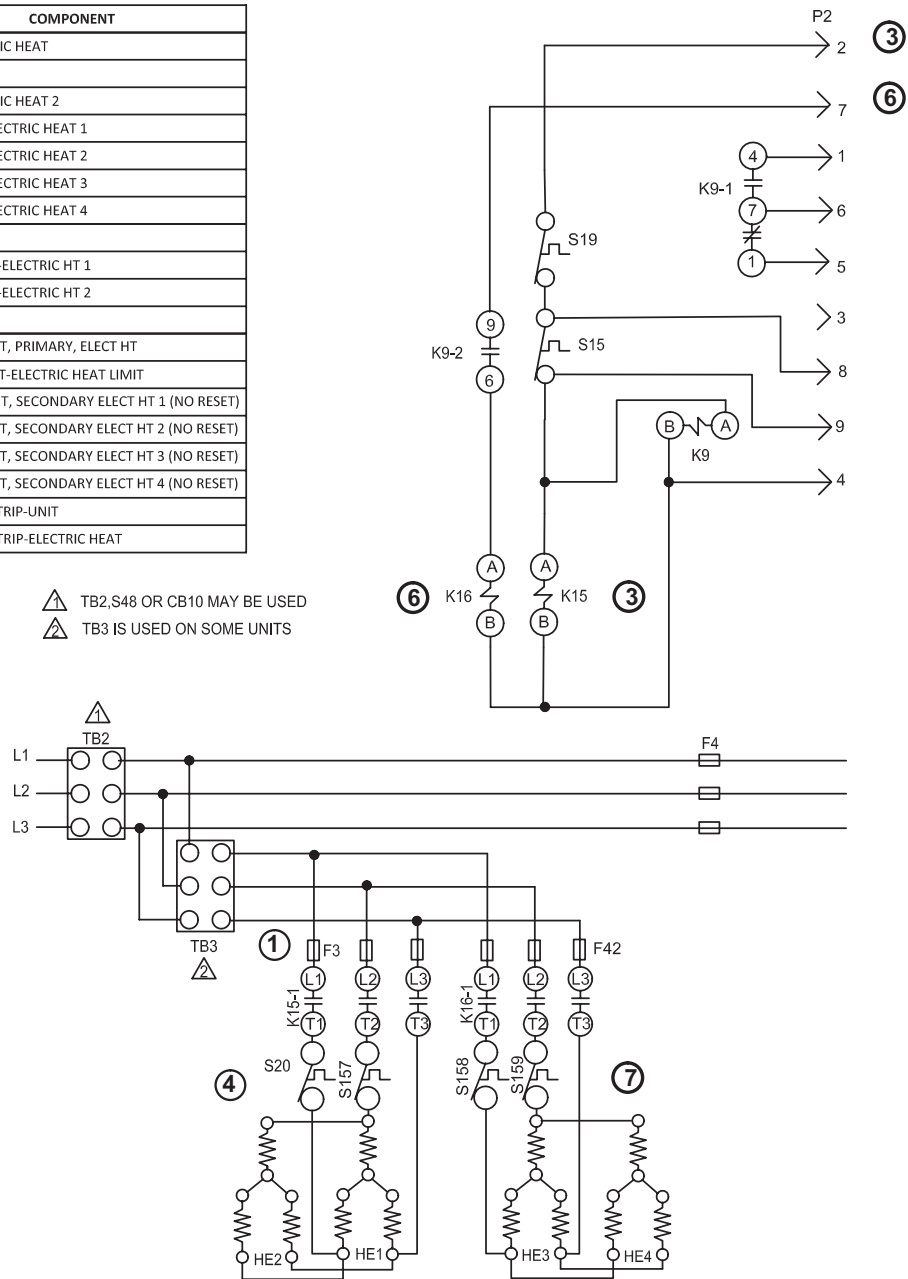 COMPONENT
IC HEAT
IC HEAT 2
ECTRIC HEAT 1
ECTRIC HEAT 2
ECTRIC HEAT 3
ECTRIC HEAT 4
-ELECTRIC HT 1
-ELECTRIC HT 2
T, PRIMARY, ELECT HT
T-ELECTRIC HEAT LIMIT
T, SECONDARY ELECT HT 1 (NO RESET)
T, SECONDARY ELECT HT 2 (NO RESET)
T, SECONDARY ELECT HT 3 (NO RESET)
T, SECONDARY ELECT HT 4 (NO RESET)
TRIP-UNIT
TRIP-ELECTRIC HEAT
1 TB2,S48 OR CB10 MAY BE USED
2 TB3 IS USED ON SOME UNITS
P2
2 3
7 6
4 1
K9-1
7 6
1 5
S19
3
9
K9-2
S15
8
6
B A 9
K9
4
A A
6 K16 K15 3
B B
1
TB2
L1
L2
L3
F4
TB3
2
1
F3 F42
L1 L2 L3 L1 L2 L3
K15-1 K16-1
T1 T2 T3 T1 T2 T3
S20 S157 S158 S159
4 7
HE2 HE1 HE3 HE4